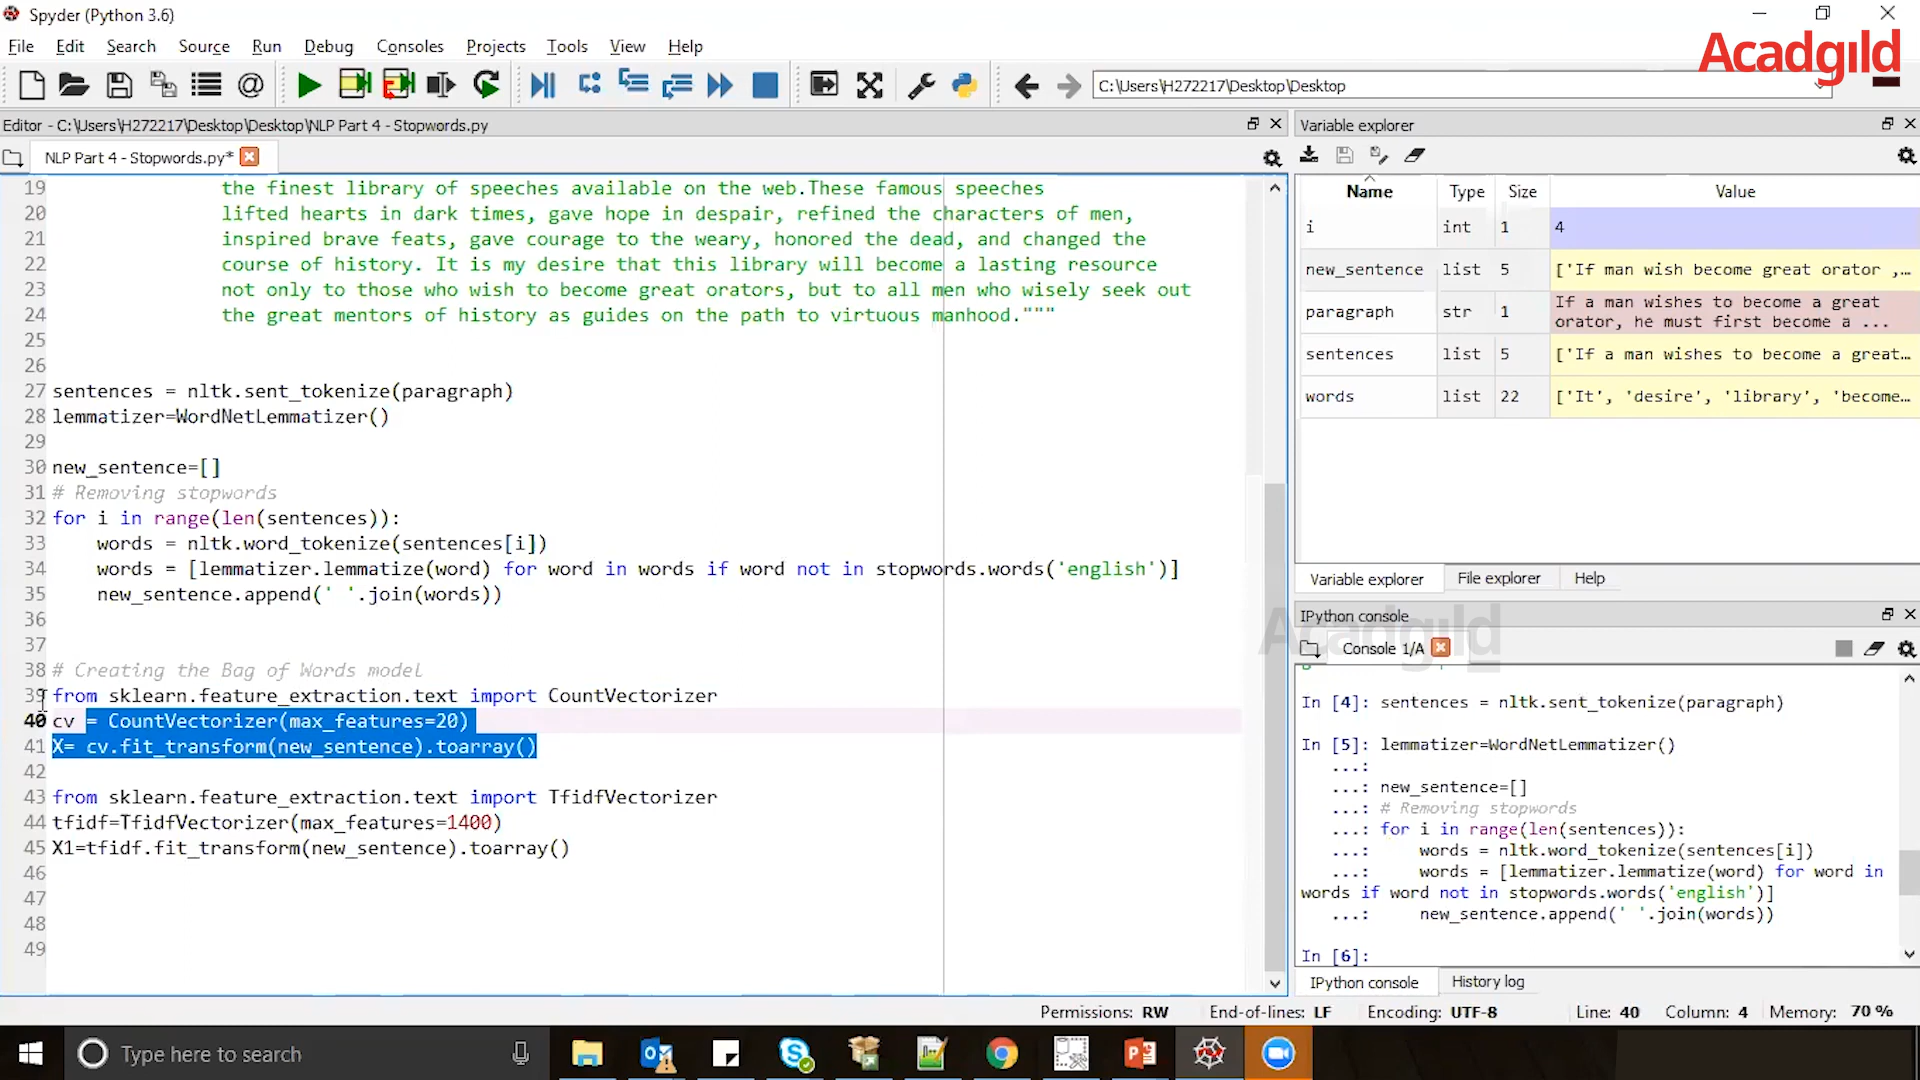 Spyder (Python 3.6)
Acadgild
File Edit Search Source Run Debug Consoles Projects Tools View Help
C:\Users\H272217\Desktop\Desktop
Editor - C:\Users\H272217\Desktop\Desktop\NLP Part 4 - Stopwords.py
NLP Part 4 - Stopwords.py*
19 the finest library of speeches available on the web.These famous speeches
20 lifted hearts in dark times, gave hope in despair, refined the characters of men,
21 inspired brave feats, gave courage to the weary, honored the dead, and changed the
22 course of history. It is my desire that this library will become a lasting resource
23 not only to those who wish to become great orators, but to all men who wisely seek out
24 the great mentors of history as guides on the path to virtuous manhood."""
25
26
27 sentences = nltk.sent_tokenize(paragraph)
28 lemmatizer=WordNetLemmatizer()
29
30 new_sentence=[]
31 # Removing stopwords
32 for i in range(len(sentences)):
33 words = nltk.word_tokenize(sentences[i])
34 words = [lemmatizer.lemmatize(word) for word in words if word not in stopwords.words('english')]
35 new_sentence.append(' '.join(words))
36
37
38 # Creating the Bag of Words model
39 from sklearn.feature_extraction.text import CountVectorizer
40 cv = CountVectorizer(max_features=20)
41 X= cv.fit_transform(new_sentence).toarray()
42
43 from sklearn.feature_extraction.text import TfidfVectorizer
44 tfidf=TfidfVectorizer(max_features=1400)
45 X1=tfidf.fit_transform(new_sentence).toarray()
46
47
48
49
Variable explorer
Name Type Size Value
i int 1 4
new_sentence list 5 ['If man wish become great orator ,...
paragraph str 1 If a man wishes to become a great
orator, he must first become a ...
sentences list 5 ['If a man wishes to become a great...
words list 22 ['It', 'desire', 'library', 'become...
Variable explorer File explorer Help
IPython console
Acadgild
Console 1/A
In [4]: sentences = nltk.sent_tokenize(paragraph)
In [5]: lemmatizer=WordNetLemmatizer()
...:
...: new_sentence=[]
...: # Removing stopwords
...: for i in range(len(sentences)):
...: words = nltk.word_tokenize(sentences[i])
...: words = [lemmatizer.lemmatize(word) for word in
words if word not in stopwords.words('english')]
...: new_sentence.append(' '.join(words))
In [6]:
IPython console History log
Permissions: RW End-of-lines: LF Encoding: UTF-8 Line: 40 Column: 4 Memory: 70 %
Type here to search